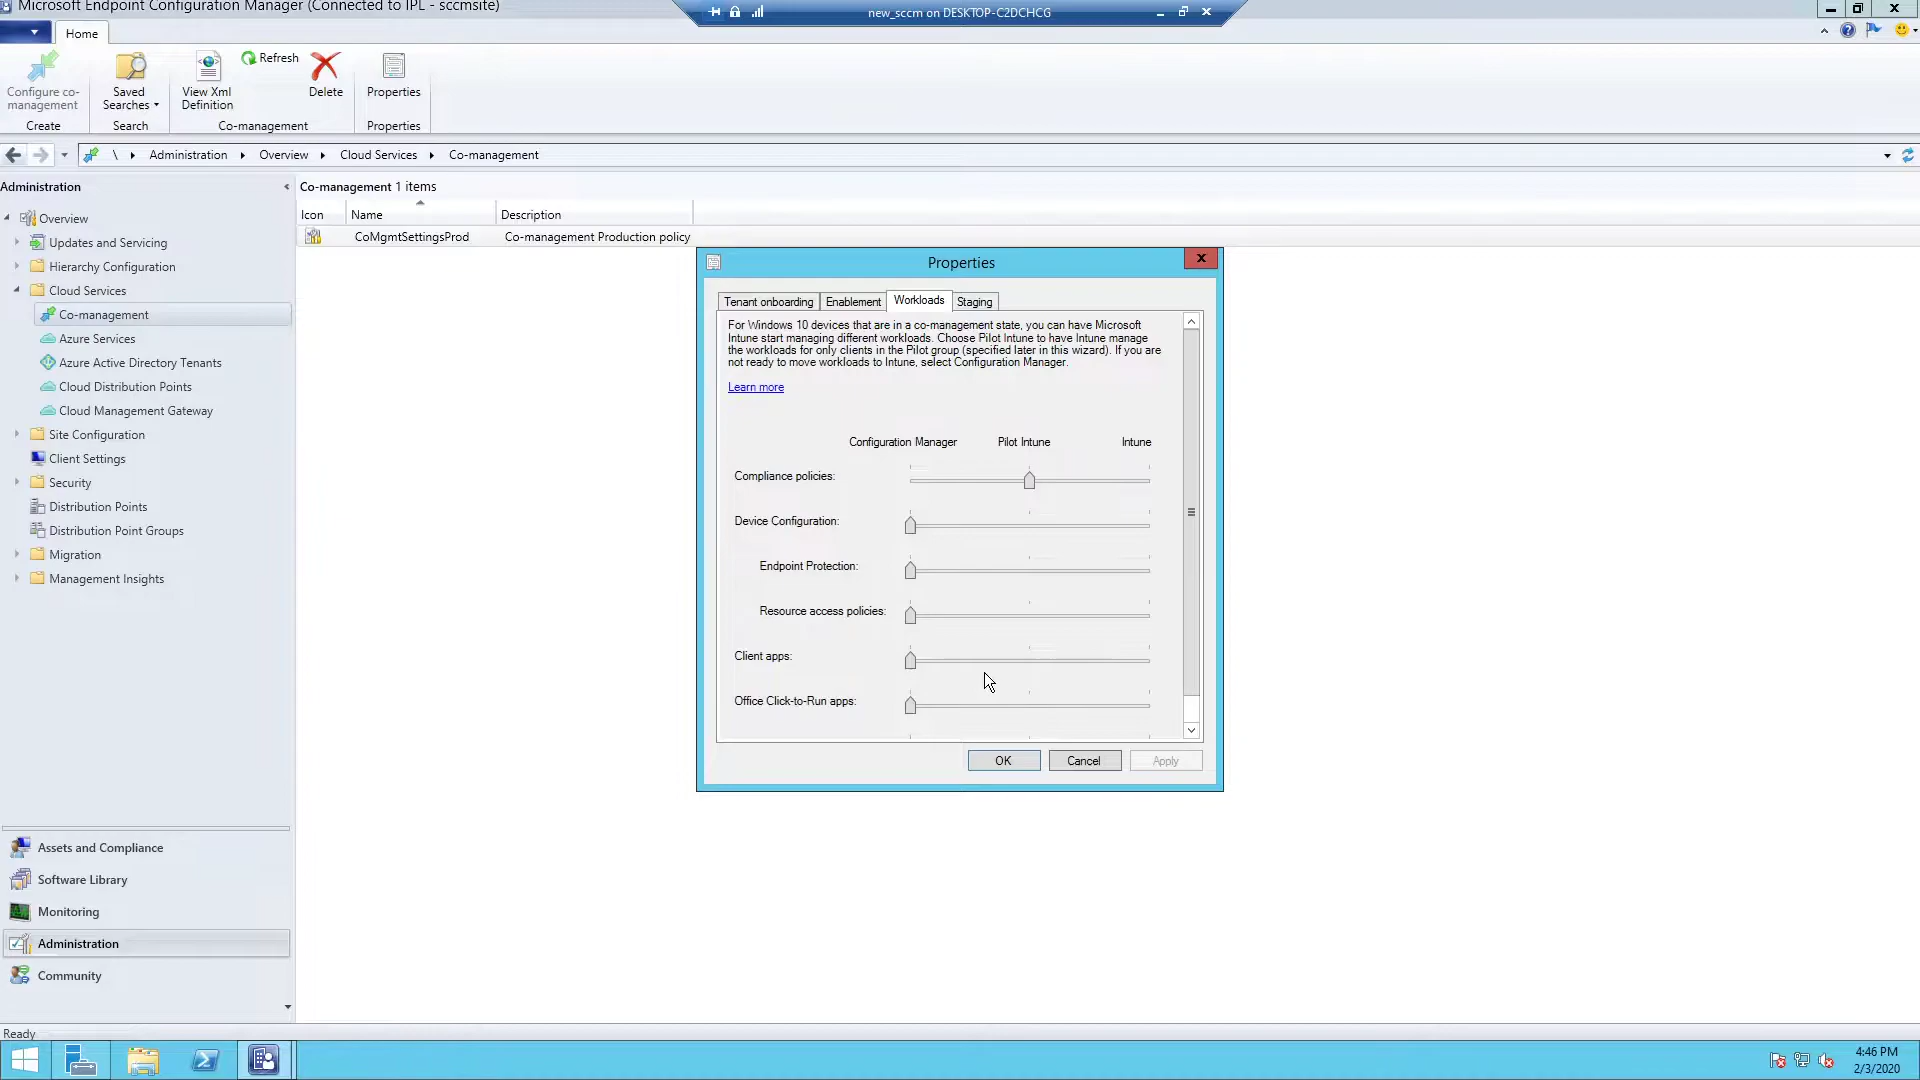 Microsoft Endpoint Configuration Manager (Connected to IPL - sccmsite)
new_sccm on DESKTOP-C2DCHCG
Home
Configure co-
management
Saved
Searches
View Xml
Definition
Refresh
Delete
Properties
Create
Search
Co-management
Properties
\ Administration Overview Cloud Services Co-management
Administration
Co-management 1 items
Icon Name Description
CoMgmtSettingsProd Co-management Production policy
Overview
Updates and Servicing
Hierarchy Configuration
Cloud Services
Co-management
Azure Services
Azure Active Directory Tenants
Cloud Distribution Points
Cloud Management Gateway
Site Configuration
Client Settings
Security
Distribution Points
Distribution Point Groups
Migration
Management Insights
Properties
Tenant onboarding Enablement Workloads Staging
For Windows 10 devices that are in a co-management state, you can have Microsoft
Intune start managing different workloads. Choose Pilot Intune to have Intune manage
the workloads for only clients in the Pilot group (specified later in this wizard). If you are
not ready to move workloads to Intune, select Configuration Manager.
Learn more
Configuration Manager Pilot Intune Intune
Compliance policies:
Device Configuration:
Endpoint Protection:
Resource access policies:
Client apps:
Office Click-to-Run apps:
OK Cancel Apply
Assets and Compliance
Software Library
Monitoring
Administration
Community
Ready
4:46 PM
2/3/2020